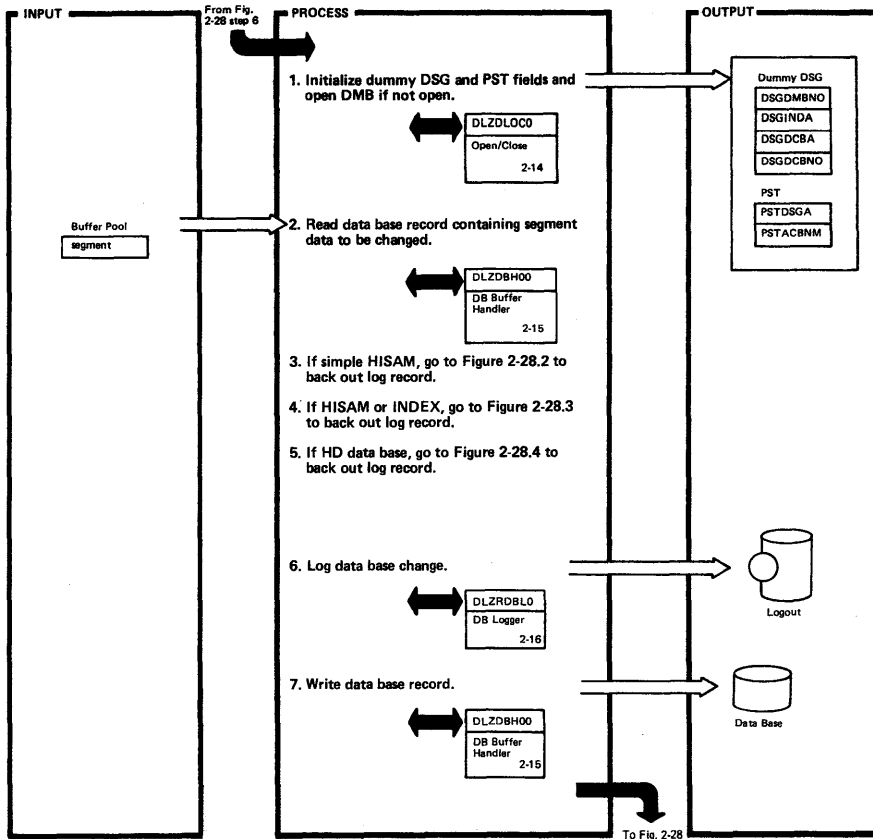 INPUT
From Fig.
2-28 step 6
PROCESS
OUTPUT
1. Initialize dummy DSG and PST fields and
open DMB if not open.
DLZDLOC0
Open/Close
2-14
Dummy DSG
DSGDMBNO
DSGINDA
DSGDCBA
DSGDCBNO
PST
PSTDSGA
PSTACBNM
Buffer Pool
segment
2. Read data base record containing segment
data to be changed.
DLZDBH00
DB Buffer
Handler
2-15
3. If simple HISAM, go to Figure 2-28.2 to
back out log record.
4. If HISAM or INDEX, go to Figure 2-28.3
to back out log record.
5. If HD data base, go to Figure 2-28.4 to
back out log record.
6. Log data base change.
DLZRDBL0
DB Logger
2-16
Logout
7. Write data base record.
DLZDBH00
DB Buffer
Handler
2-15
Data Base
To Fig. 2-28